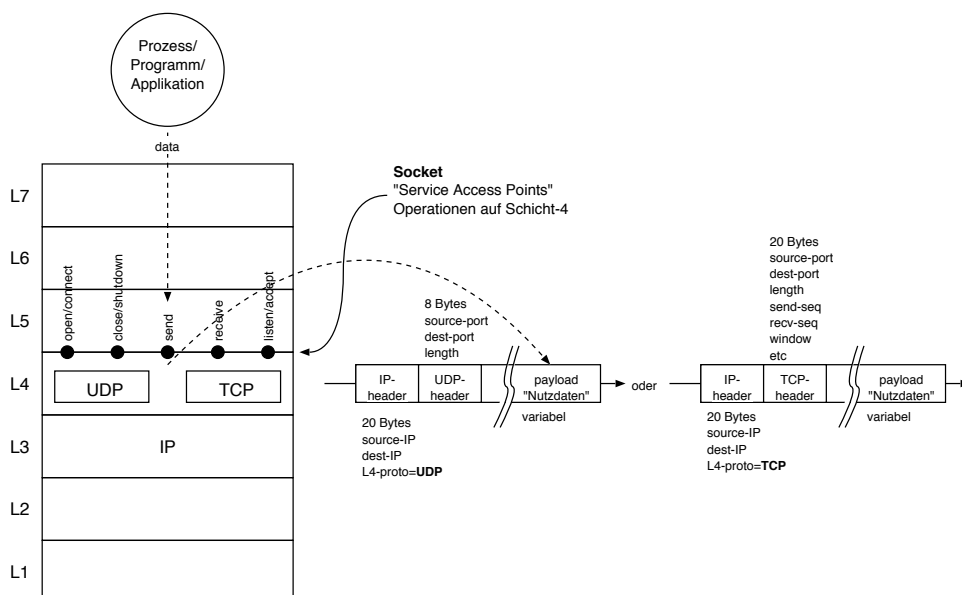 Prozess/
Programm/
Applikation
data
L7
L6
L5
L4
L3
L2
L1
open/connect
close/shutdown
send
receive
listen/accept
UDP
TCP
IP
Socket
"Service Access Points"
Operationen auf Schicht-4
8 Bytes
source-port
dest-port
length
IP-
header
UDP-
header
payload
"Nutzdaten"
variabel
20 Bytes
source-IP
dest-IP
L4-proto=UDP
oder
20 Bytes
source-port
dest-port
length
send-seq
recv-seq
window
etc
IP-
header
TCP-
header
payload
"Nutzdaten"
variabel
20 Bytes
source-IP
dest-IP
L4-proto=TCP